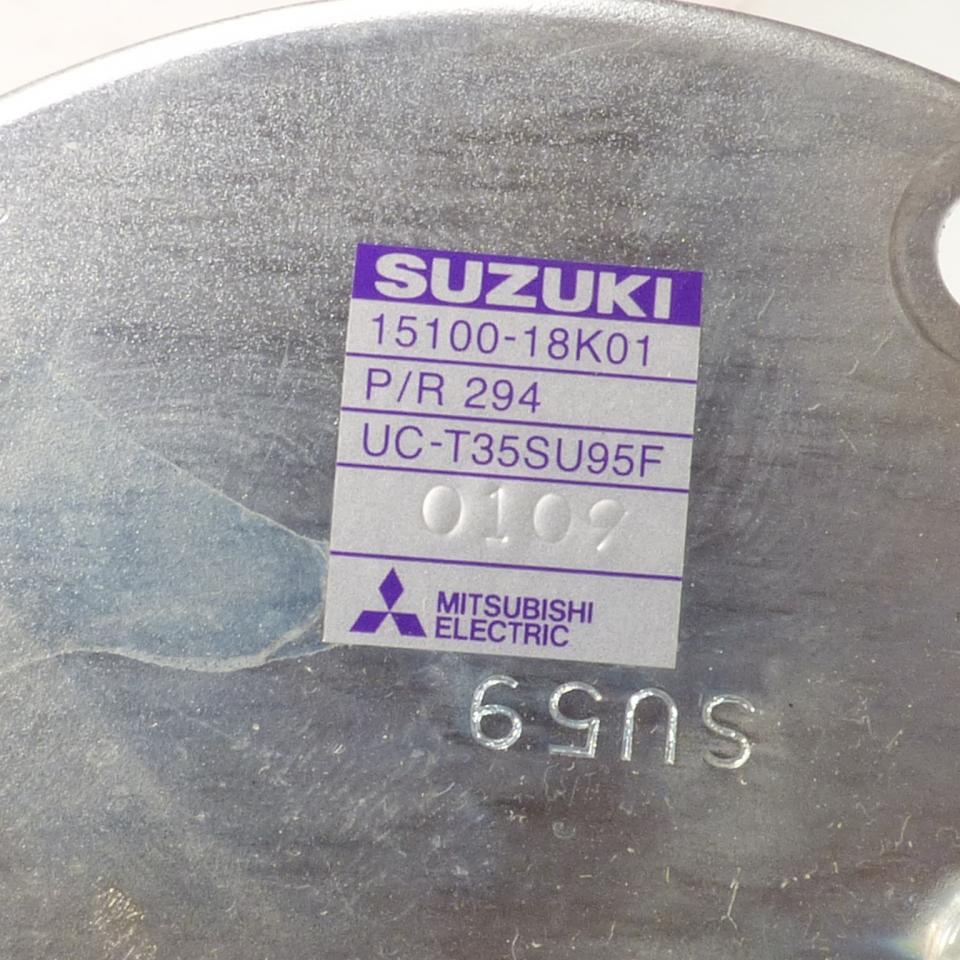 SUZUKI
15100-18K01
P/R 294
UC-T35SU95F
0109
MITSUBISHI
ELECTRIC
SU59